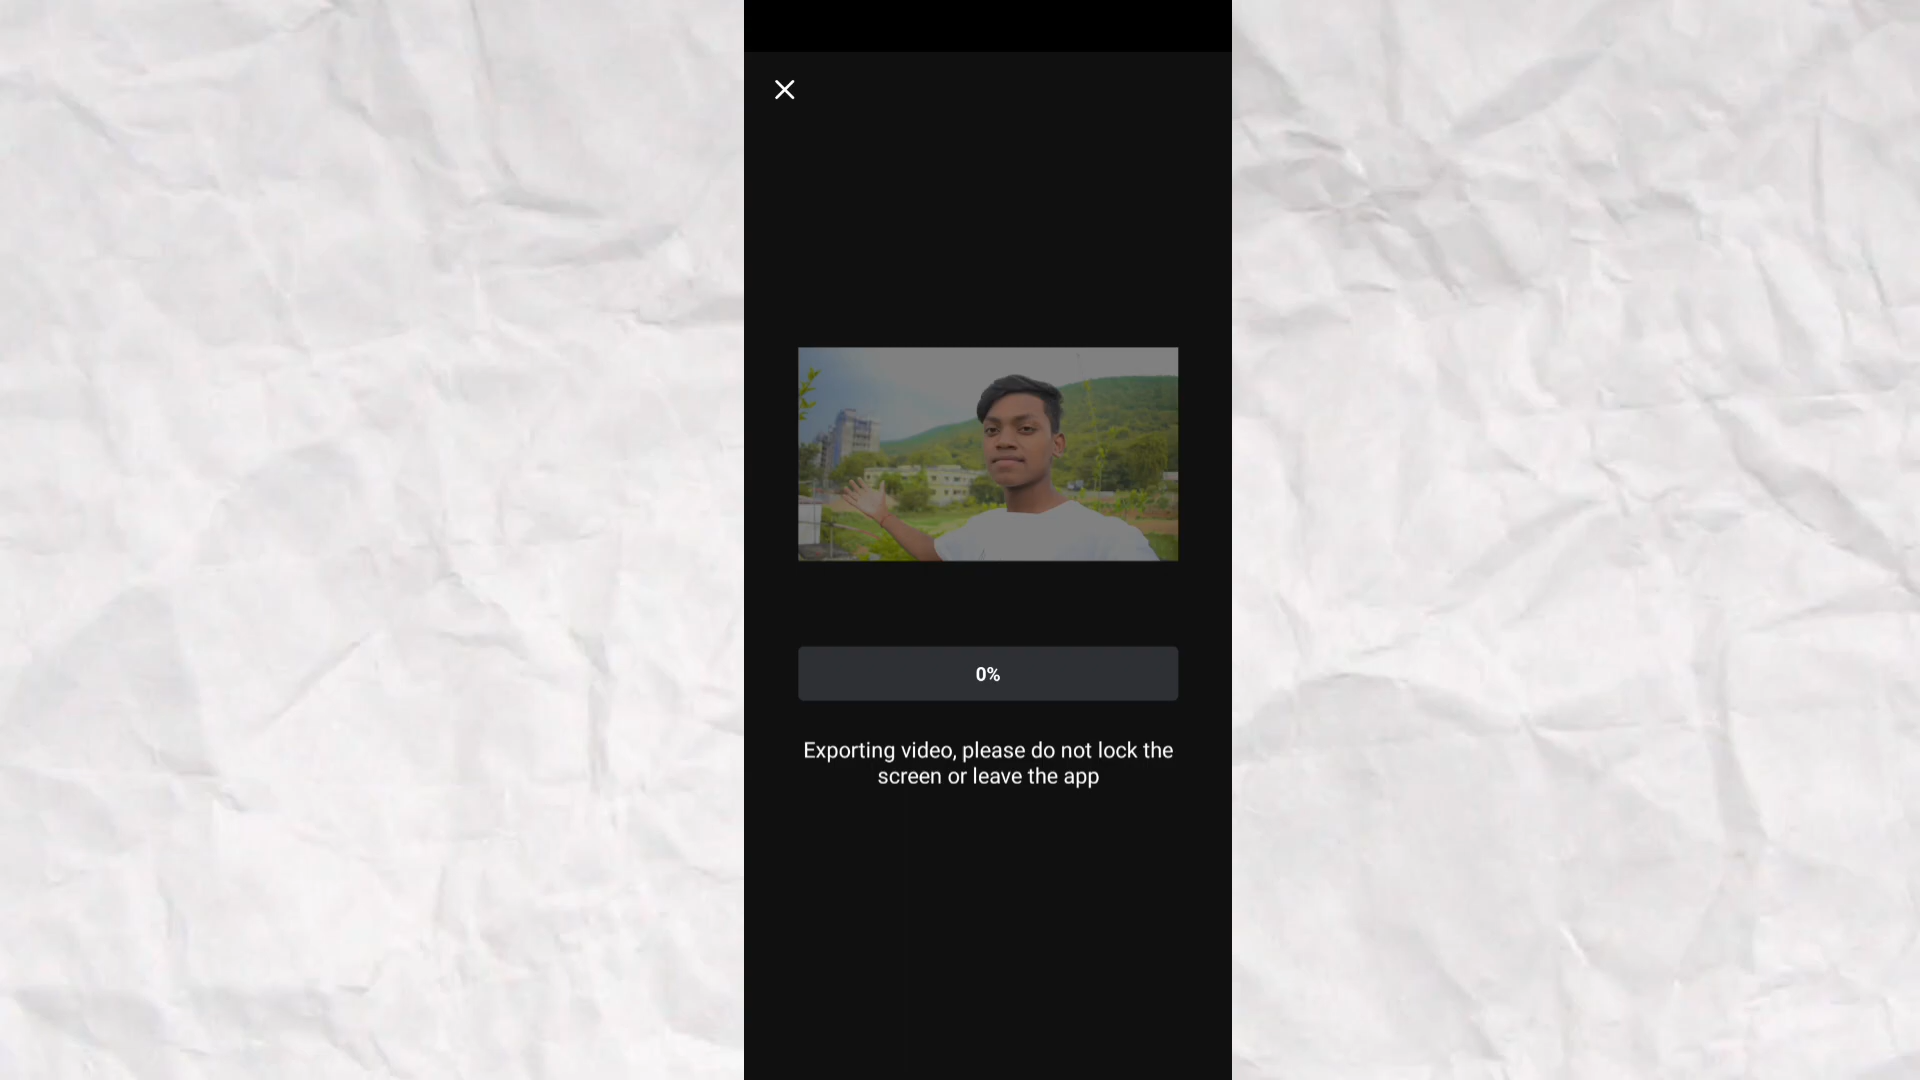 0%
Exporting video, please do not lock the
screen or leave the app